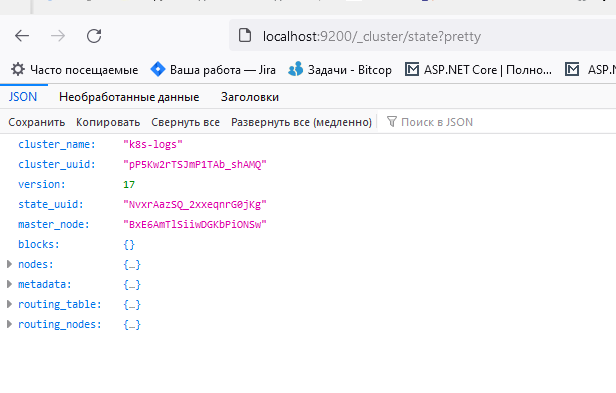 localhost:9200/_cluster/state?pretty
Часто посещаемые Ваша работа — Jira Задачи - Bitcop ASP.NET Core | Полно... ASP.NE
JSON Необработанные данные Заголовки
Сохранить Копировать Свернуть все Развернуть все (медленно) Поиск в JSON
cluster_name: "k8s-logs"
cluster_uuid: "pP5Kw2rTSJmP1TAb_shAMQ"
version: 17
state_uuid: "NvxrAazSQ_2xxeqnrG0jKg"
master_node: "BxE6AmTlSiiwDGKbPiONSw"
blocks: {}
nodes: {…}
metadata: {…}
routing_table: {…}
routing_nodes: {…}